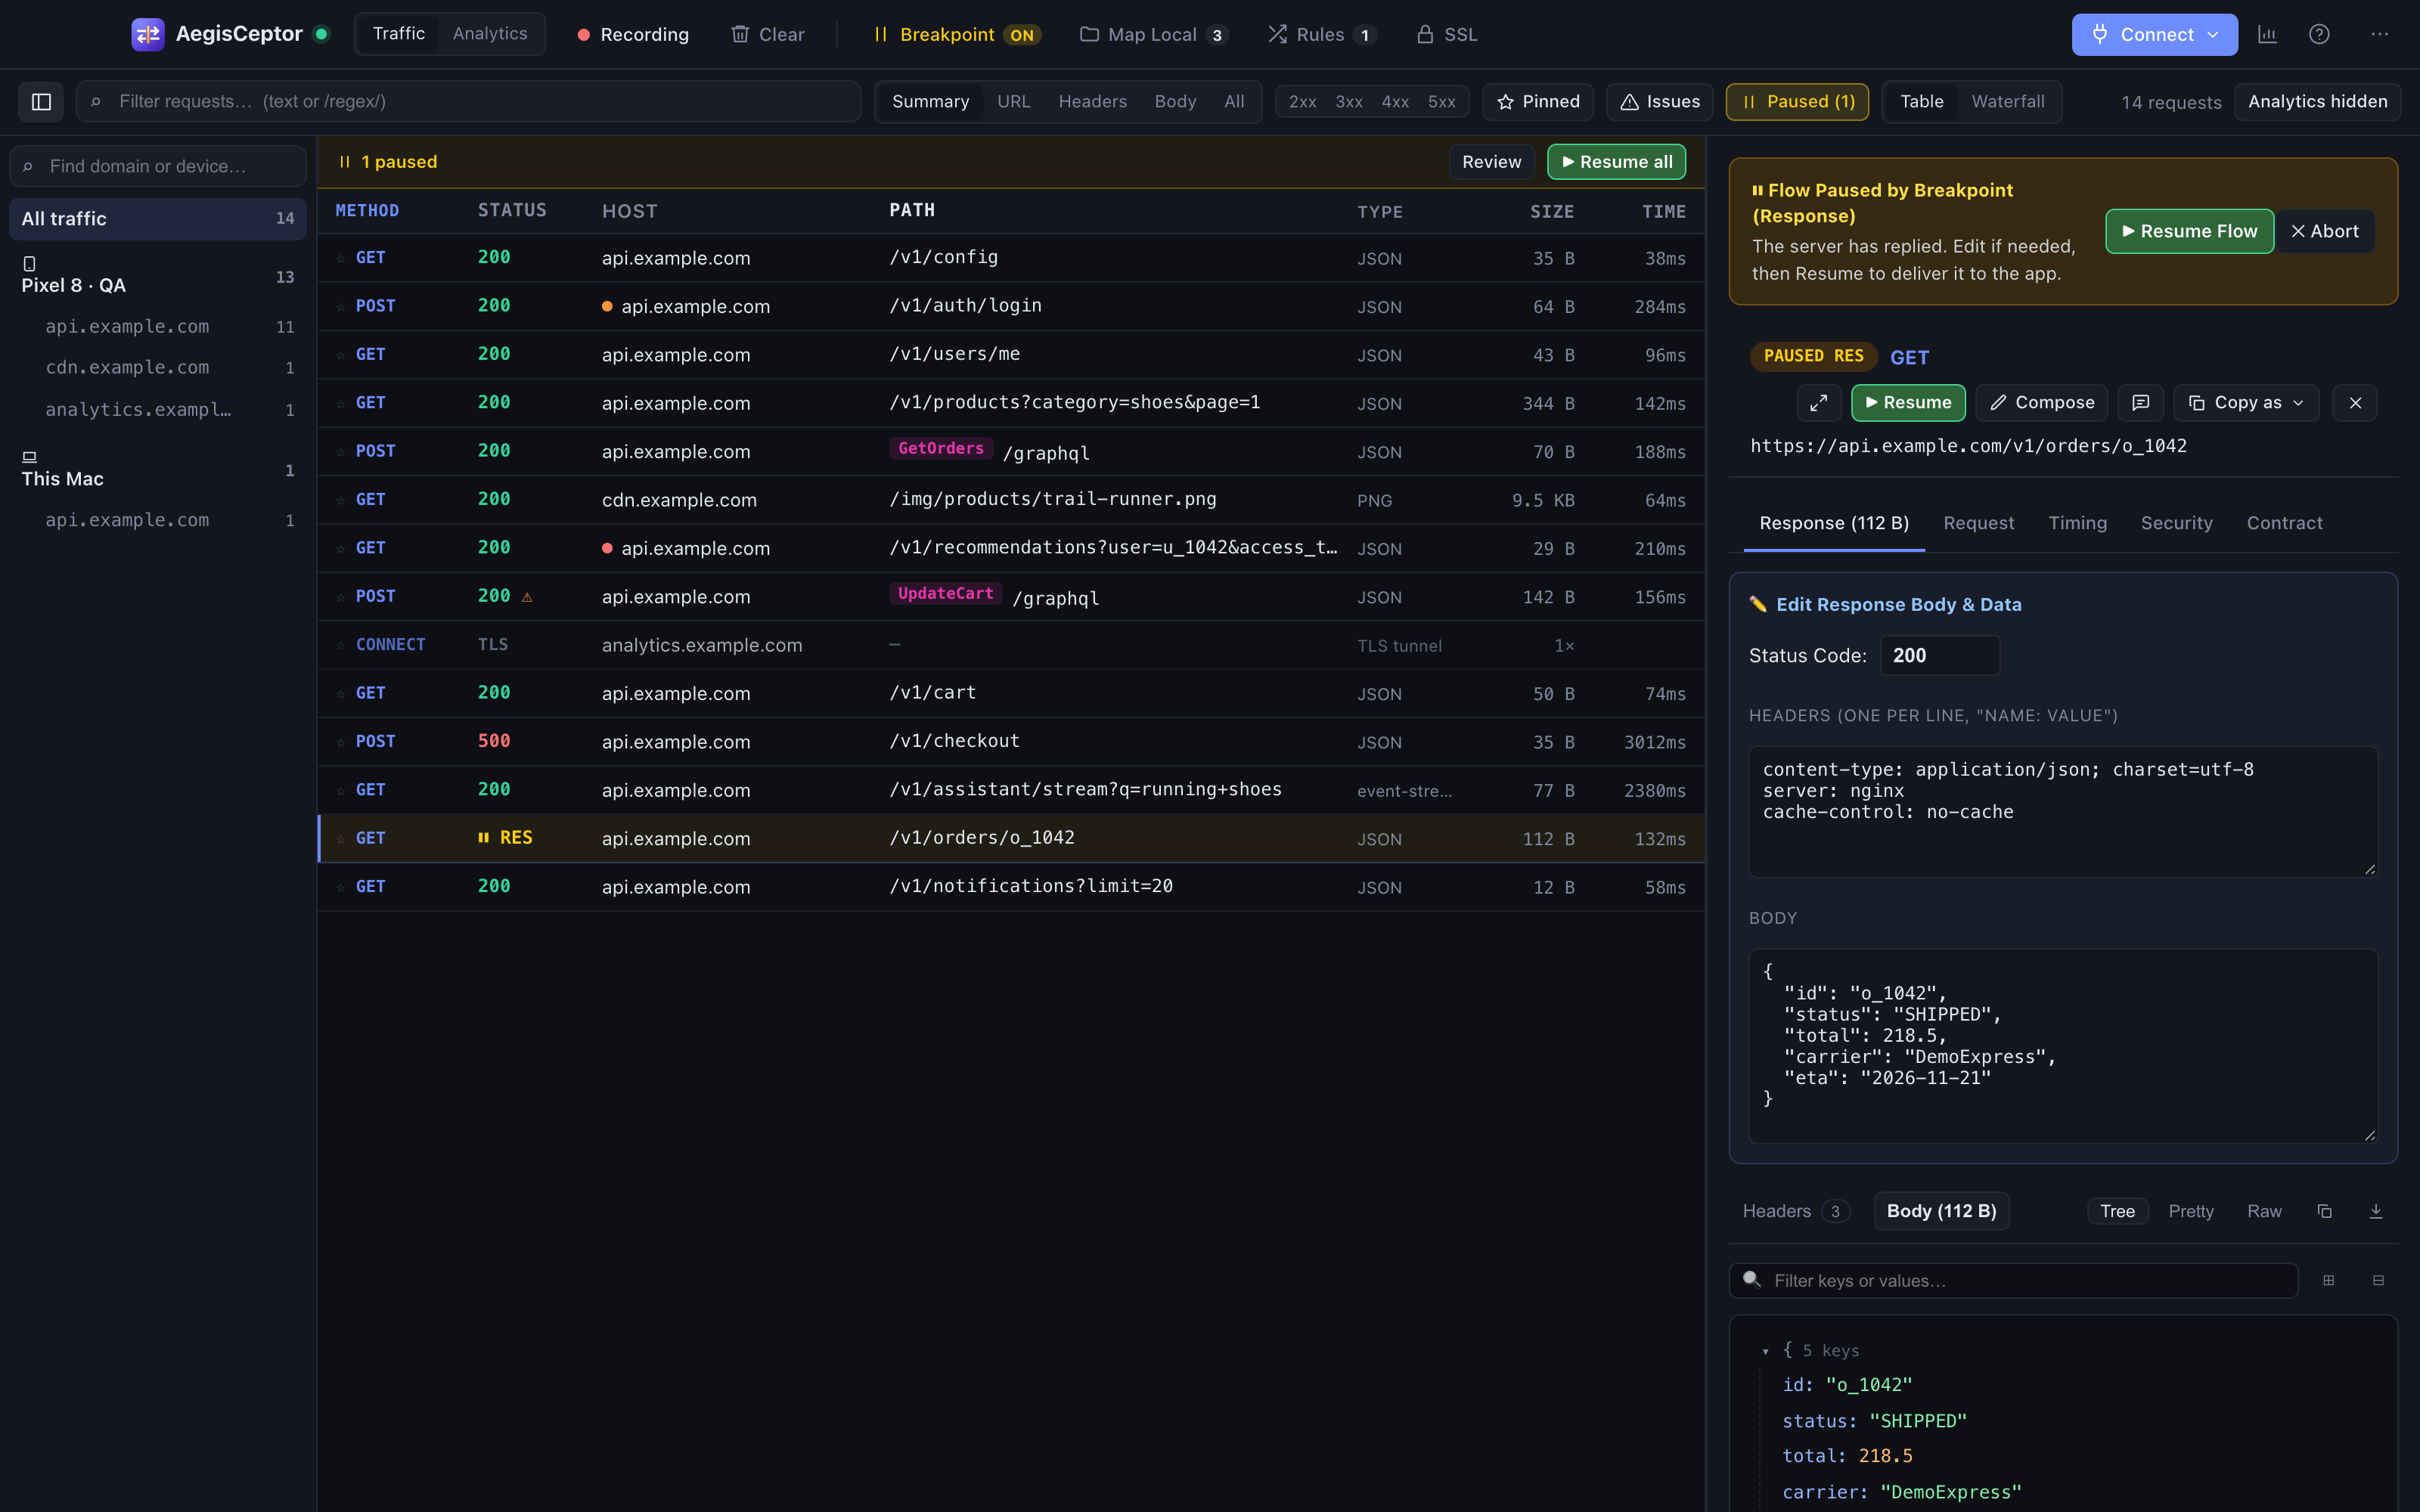 AegisCeptor Traffic Analytics Recording Clear Breakpoint ON Map Local 3 Rules 1 SSL Connect
Filter requests… (text or /regex/) Summary URL Headers Body All 2xx 3xx 4xx 5xx Pinned Issues Paused (1) Table Waterfall 14 requests Analytics hidden
Find domain or device…
All traffic 14
Pixel 8 · QA 13
api.example.com 11
cdn.example.com 1
analytics.exampl… 1
This Mac 1
api.example.com 1
1 paused Review Resume all
METHOD STATUS HOST PATH TYPE SIZE TIME
GET 200 api.example.com /v1/config JSON 35 B 38ms
POST 200 api.example.com /v1/auth/login JSON 64 B 284ms
GET 200 api.example.com /v1/users/me JSON 43 B 96ms
GET 200 api.example.com /v1/products?category=shoes&page=1 JSON 344 B 142ms
POST 200 api.example.com GetOrders /graphql JSON 70 B 188ms
GET 200 cdn.example.com /img/products/trail-runner.png PNG 9.5 KB 64ms
GET 200 api.example.com /v1/recommendations?user=u_1042&access_t… JSON 29 B 210ms
POST 200 ⚠ api.example.com UpdateCart /graphql JSON 142 B 156ms
CONNECT TLS analytics.example.com — TLS tunnel 1×
GET 200 api.example.com /v1/cart JSON 50 B 74ms
POST 500 api.example.com /v1/checkout JSON 35 B 3012ms
GET 200 api.example.com /v1/assistant/stream?q=running+shoes event-stre… 77 B 2380ms
GET RES api.example.com /v1/orders/o_1042 JSON 112 B 132ms
GET 200 api.example.com /v1/notifications?limit=20 JSON 12 B 58ms
Flow Paused by Breakpoint
(Response)
The server has replied. Edit if needed,
then Resume to deliver it to the app.
Resume Flow Abort
PAUSED RES GET
Resume Compose Copy as
https://api.example.com/v1/orders/o_1042
Response (112 B) Request Timing Security Contract
Edit Response Body & Data
Status Code: 200
HEADERS (ONE PER LINE, "NAME: VALUE")
content-type: application/json; charset=utf-8
server: nginx
cache-control: no-cache
BODY
{
"id": "o_1042",
"status": "SHIPPED",
"total": 218.5,
"carrier": "DemoExpress",
"eta": "2026-11-21"
}
Headers 3 Body (112 B) Tree Pretty Raw
Filter keys or values…
{ 5 keys
id: "o_1042"
status: "SHIPPED"
total: 218.5
carrier: "DemoExpress"